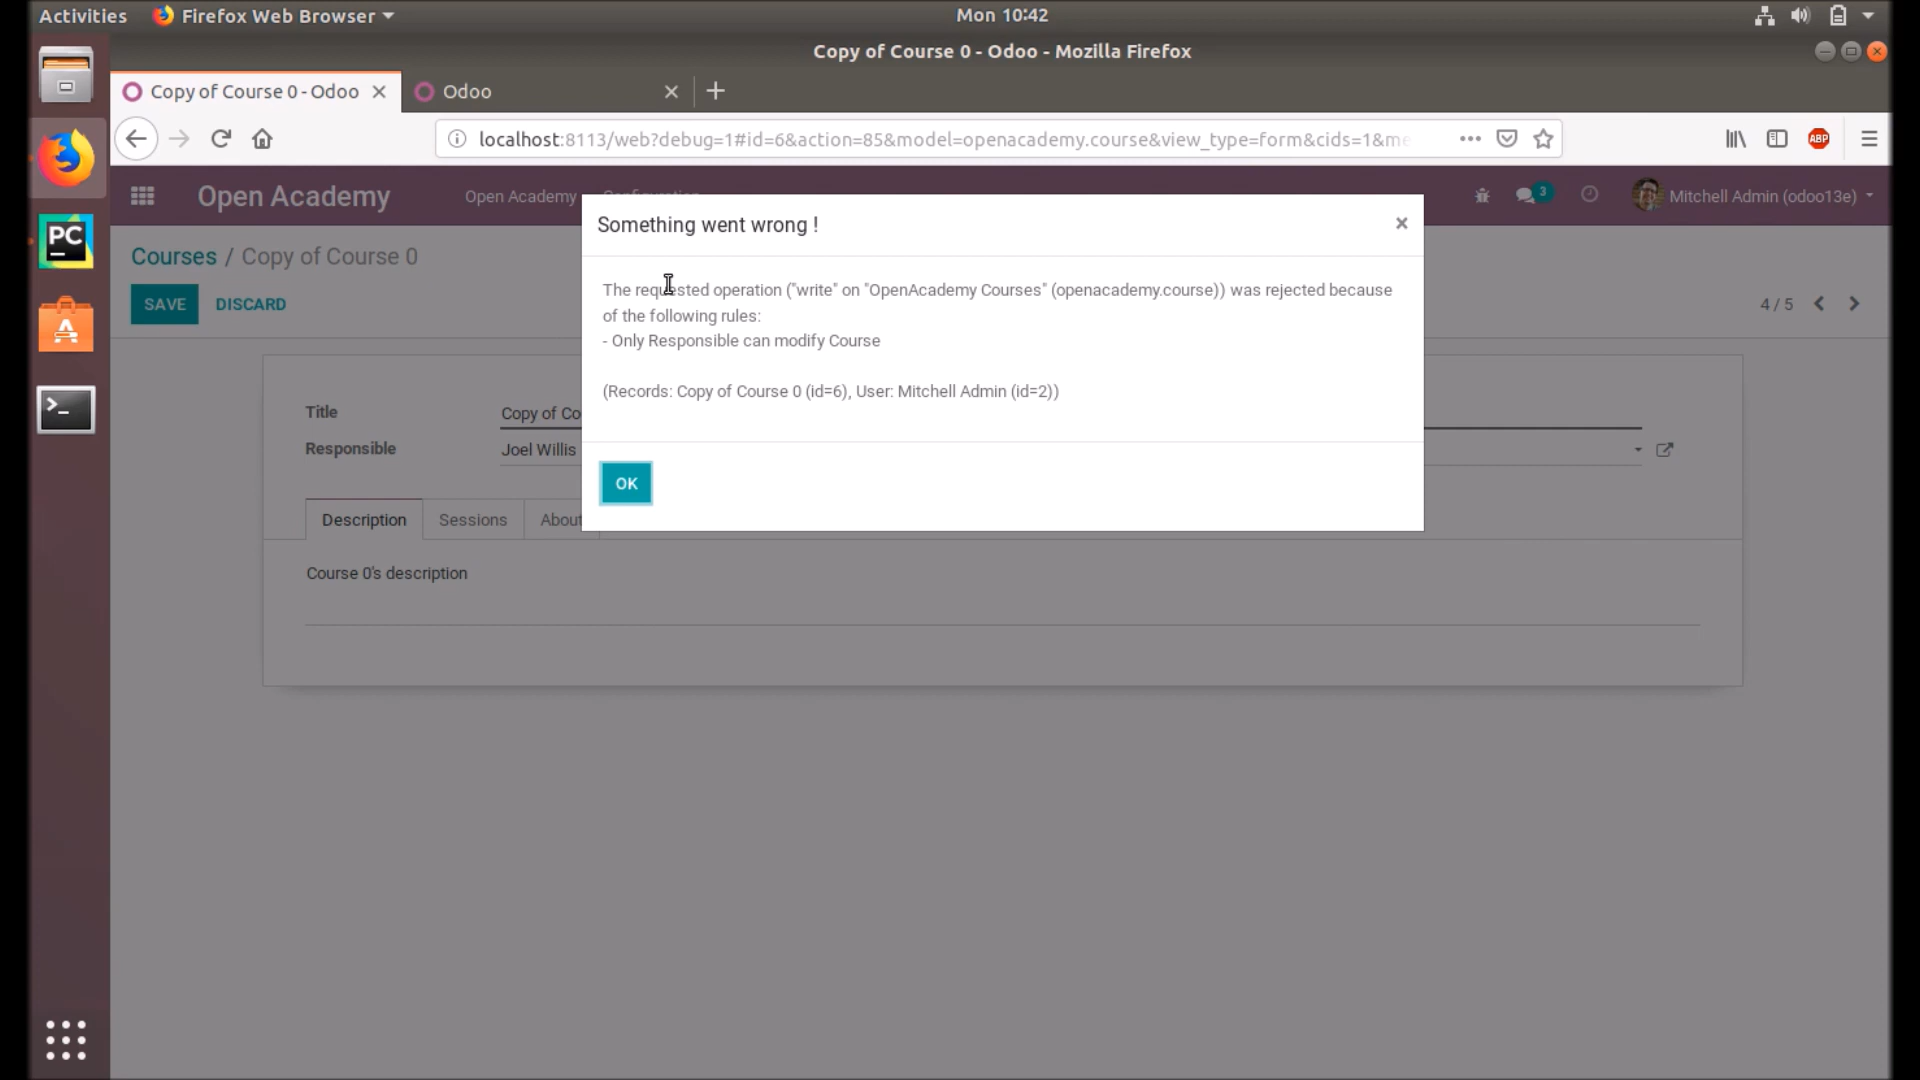 Activities
Firefox Web Browser
Mon 10:42
Copy of Course 0 - Odoo - Mozilla Firefox
Copy of Course 0 - Odoo
Odoo
localhost:8113/web?debug=1#id=6&action=85&model=openacademy.course&view_type=form&cids=1&me
ABP
PC
Open Academy
Open Academy
3
Mitchell Admin (odoo13e)
Courses / Copy of Course 0
SAVE
DISCARD
4 / 5
Something went wrong !
×
The requested operation ("write" on "OpenAcademy Courses" (openacademy.course)) was rejected because
of the following rules:
- Only Responsible can modify Course
(Records: Copy of Course 0 (id=6), User: Mitchell Admin (id=2))
OK
Title
Copy of Co
Responsible
Joel Willis
Description
Sessions
About
Course 0's description